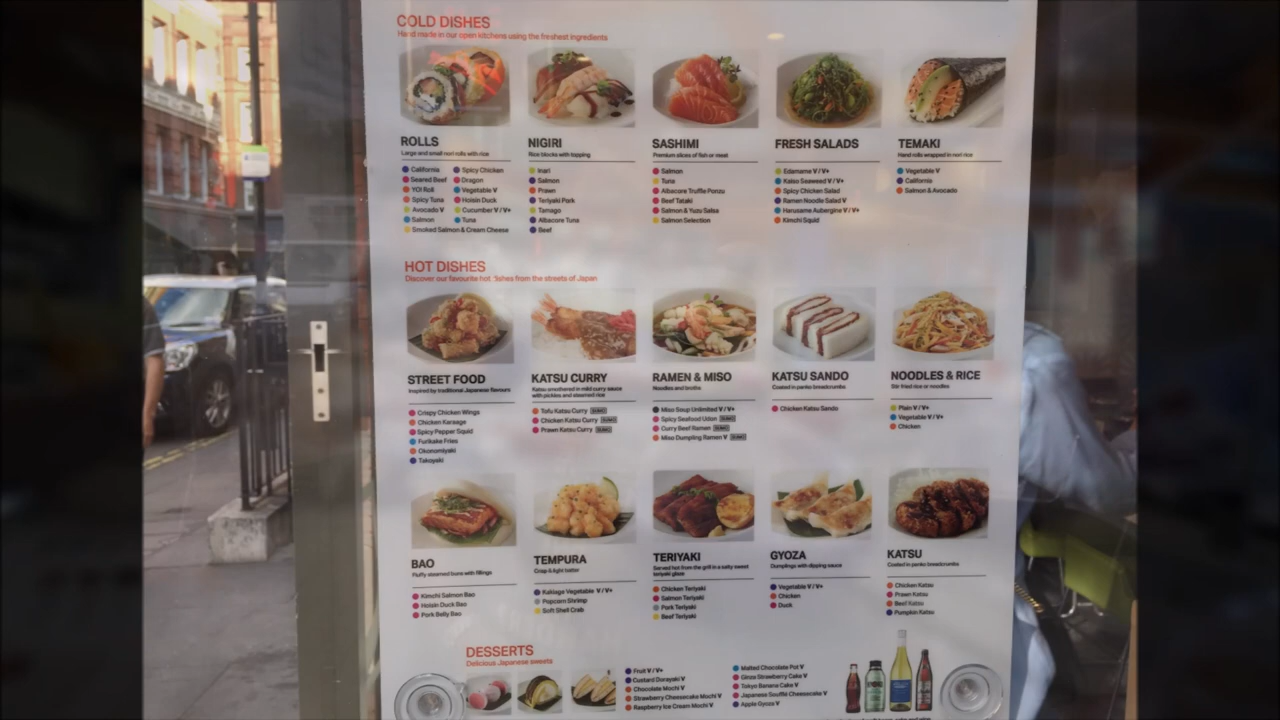 COLD DISHES
Hand made in our open kitchens using the freshest ingredients
ROLLS
Large and small nori rolls with rice
California
Seared Beef
YO! Roll
Spicy Tuna
Avocado V
Salmon
Smoked Salmon & Cream Cheese
Spicy Chicken
Dragon
Vegetable V
Hoisin Duck
Cucumber V / V+
Tuna
NIGIRI
Rice blocks with topping
Inari
Salmon
Prawn
Teriyaki Pork
Tamago
Albacore Tuna
Beef
SASHIMI
Premium slices of fish or meat
Salmon
Tuna
Albacore Truffle Ponzu
Beef Tataki
Salmon & Yuzu Salsa
Salmon Selection
FRESH SALADS
Edamame V / V+
Kaiso Seaweed V / V+
Spicy Chicken Salad
Ramen Noodle Salad V
Harusame Aubergine V / V+
Kimchi Squid
TEMAKI
Hand rolls wrapped in nori rice
Vegetable V
California
Salmon & Avocado
HOT DISHES
Discover our favourite hot dishes from the streets of Japan
STREET FOOD
Inspired by traditional Japanese flavours
Crispy Chicken Wings
Chicken Karaage
Spicy Pepper Squid
Furikake Fries
Okonomiyaki
Takoyaki
KATSU CURRY
Katsu smothered in mild curry sauce
with pickles and steamed rice
Tofu Katsu Curry
Chicken Katsu Curry
Prawn Katsu Curry
RAMEN & MISO
Noodles and broths
Miso Soup Unlimited V / V+
Spicy Seafood Udon
Curry Beef Ramen
Miso Dumpling Ramen V
KATSU SANDO
Coated in panko breadcrumbs
Chicken Katsu Sando
NOODLES & RICE
Stir fried rice or noodles
Plain V / V+
Vegetable V / V+
Chicken
BAO
Fluffy steamed buns with fillings
Kimchi Salmon Bao
Hoisin Duck Bao
Pork Belly Bao
TEMPURA
Crisp & light batter
Kakiage Vegetable V / V+
Popcorn Shrimp
Soft Shell Crab
TERIYAKI
Served hot from the grill in a salty sweet
teriyaki glaze
Chicken Teriyaki
Salmon Teriyaki
Pork Teriyaki
Beef Teriyaki
GYOZA
Dumplings with dipping sauce
Vegetable V / V+
Chicken
Duck
KATSU
Coated in panko breadcrumbs
Chicken Katsu
Prawn Katsu
Beef Katsu
Pumpkin Katsu
DESSERTS
Delicious Japanese sweets
Fruit V / V+
Custard Dorayaki V
Chocolate Mochi V
Strawberry Cheesecake Mochi V
Raspberry Ice Cream Mochi V
Malted Chocolate Pot V
Ginza Strawberry Cake V
Tokyo Banana Cake V
Japanese Soufflé Cheesecake V
Apple Gyoza V